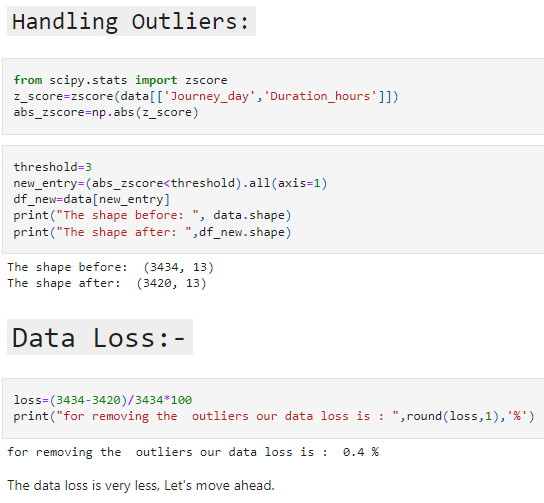 Handling Outliers:
from scipy.stats import zscore
z_score=zscore(data[['Journey_day','Duration_hours']])
abs_zscore=np.abs(z_score)
threshold=3
new_entry=(abs_zscore<threshold).all(axis=1)
df_new=data[new_entry]
print("The shape before: ", data.shape)
print("The shape after: ",df_new.shape)
The shape before:  (3434, 13)
The shape after:  (3420, 13)
Data Loss:-
loss=(3434-3420)/3434*100
print("for removing the  outliers our data loss is : ",round(loss,1),'%')
for removing the  outliers our data loss is :  0.4 %
The data loss is very less, Let's move ahead.